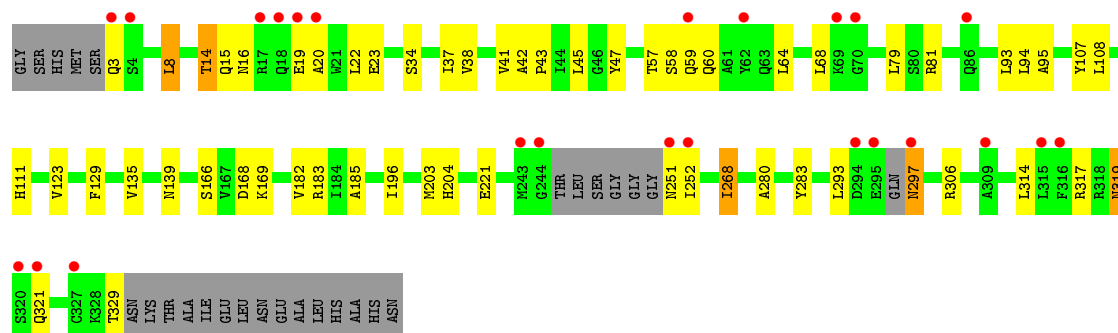 GLY SER HIS MET SER Q3 S4 L8 T14 Q15 N16 R17 Q18 E19 A20 W21 L22 E23 S34 I37 V38 V41 A42 P43 I44 L45 G46 Y47 T57 S58 Q59 Q60 A61 Y62 Q63 L64 L68 K69 G70 L79 S80 R81 Q86 L93 L94 A95 Y107 L108
H111 V123 F129 V135 N139 S166 V167 D168 K169 V182 R183 I184 A185 I196 M203 H204 E221 M243 G244 THR LEU SER GLY GLY GLY N251 I252 I268 A280 Y283 L293 D294 E295 GLN N297 R306 A309 L314 L315 F316 R317 R318 N319
S320 Q321 C327 K328 T329 ASN LYS THR ALA ILE GLU LEU ASN GLU ALA LEU HIS ALA HIS ASN